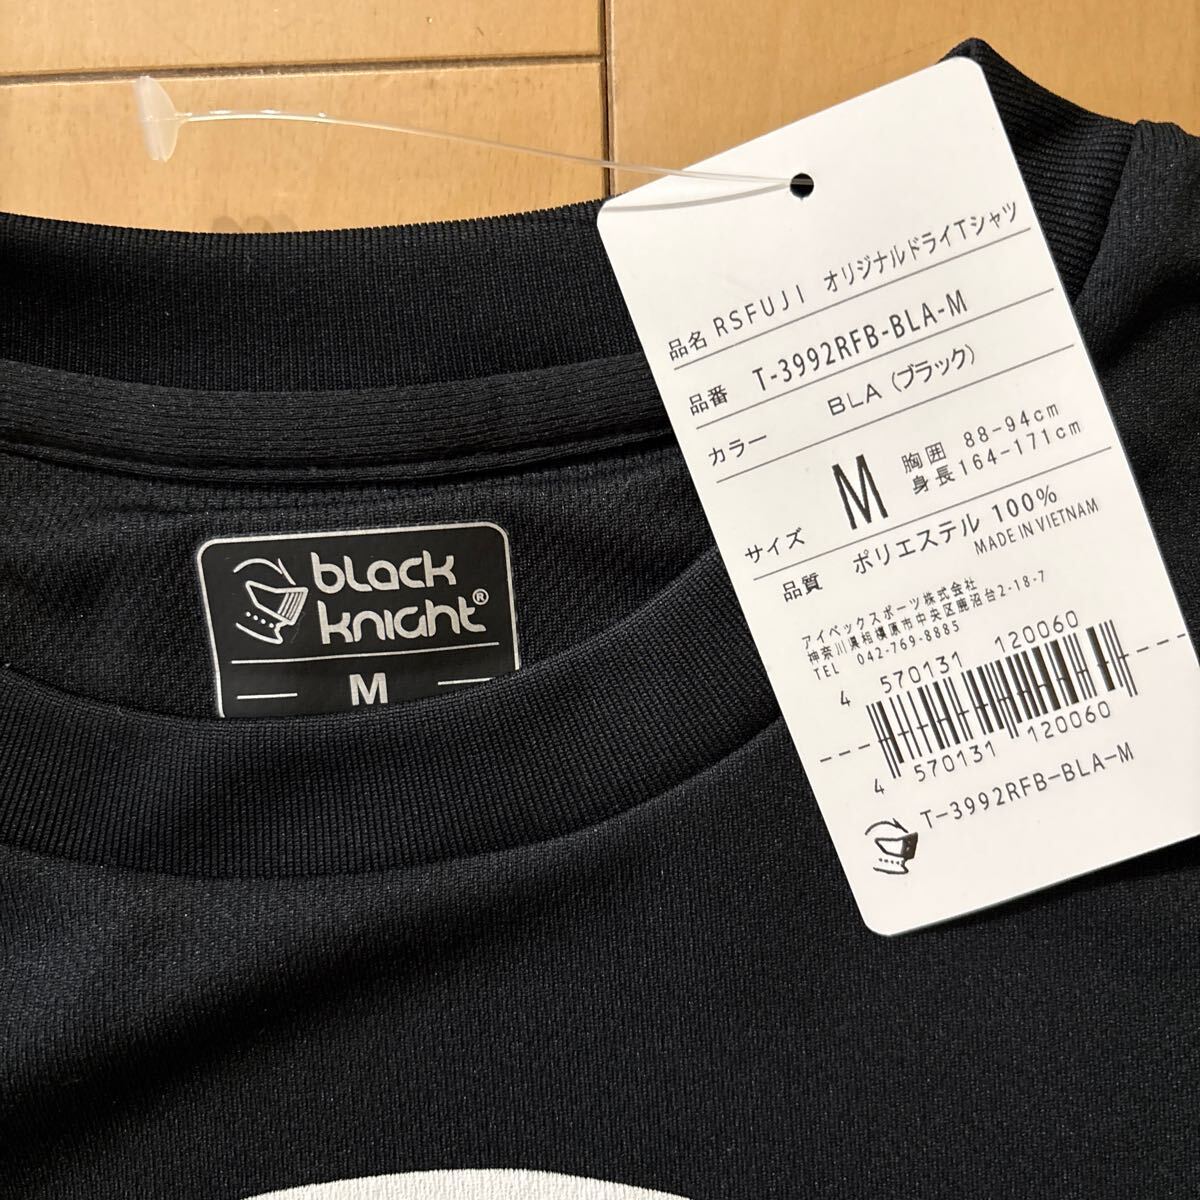 black
knight®
M
品名 RSFUJI オリジナルドライTシャツ
品番 T-3992RFB-BLA-M
カラー BLA (ブラック)
サイズ M 胸囲 88-94cm
身長164-171cm
品質 ポリエステル 100%
MADE IN VIETNAM
アイベックスポーツ株式会社
神奈川県相模原市中央区鹿沼台2-18-7
TEL 042-769-8885
4 570131 120060
4 570131 120060
T-3992RFB-BLA-M